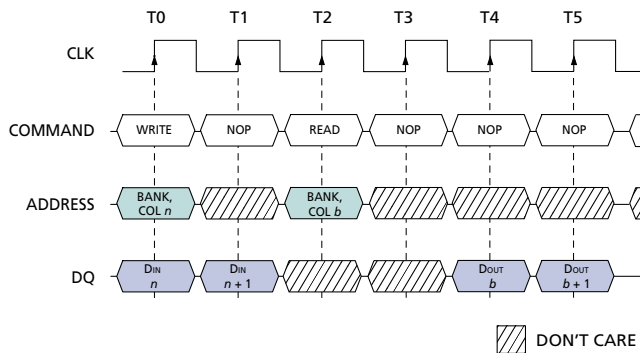 T0 T1 T2 T3 T4 T5
CLK
COMMAND WRITE NOP READ NOP NOP NOP
ADDRESS
BANK, COL n
BANK, COL b
DQ
DIN n
DIN n + 1
DOUT b
DOUT b + 1
DON'T CARE